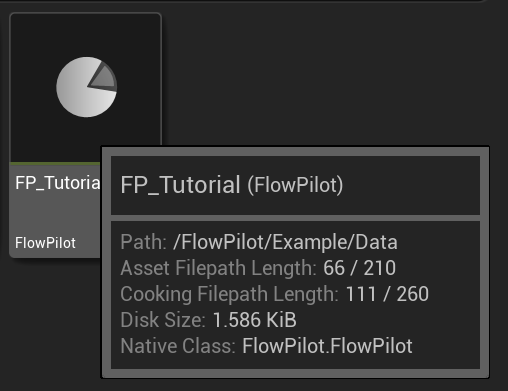 FP_Tutoria
FlowPilot
FP_Tutorial (FlowPilot)
Path: /FlowPilot/Example/Data
Asset Filepath Length: 66 / 210
Cooking Filepath Length: 111 / 260
Disk Size: 1.586 KiB
Native Class: FlowPilot.FlowPilot